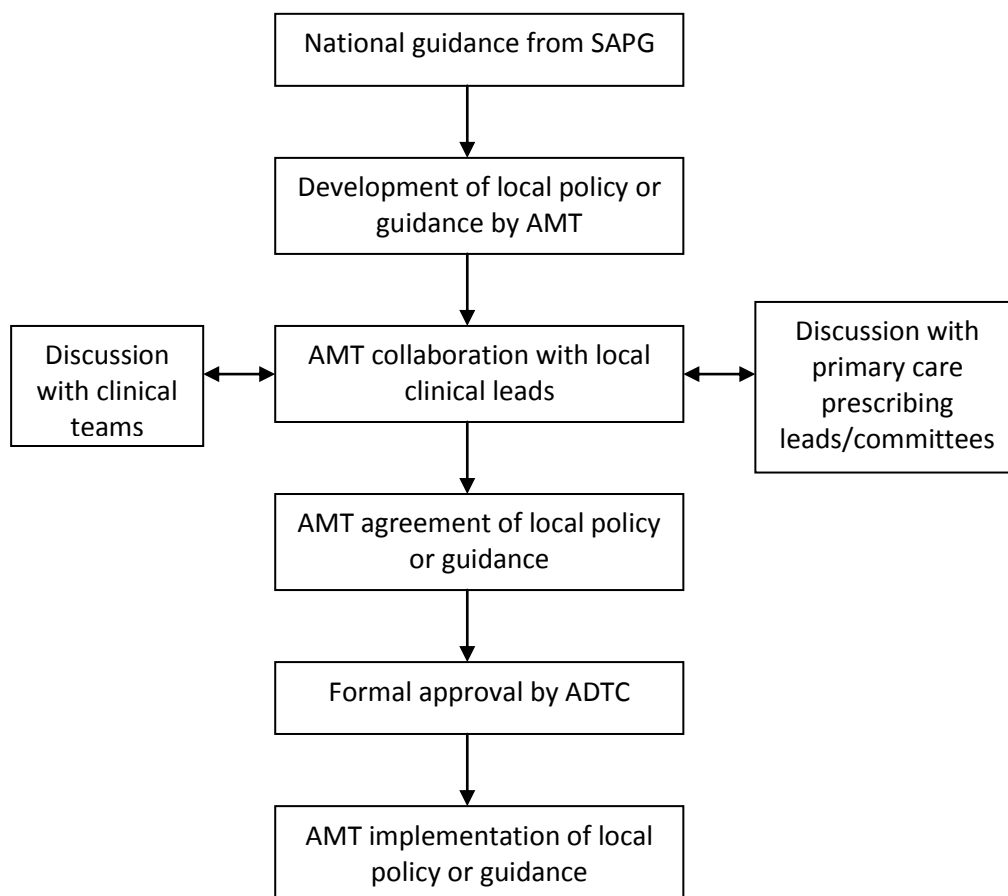 National guidance from SAPG
Development of local policy or
guidance by AMT
Discussion
with clinical
teams
AMT collaboration with local
clinical leads
Discussion with
primary care
prescribing
leads/committees
AMT agreement of local policy
or guidance
Formal approval by ADTC
AMT implementation of local
policy or guidance